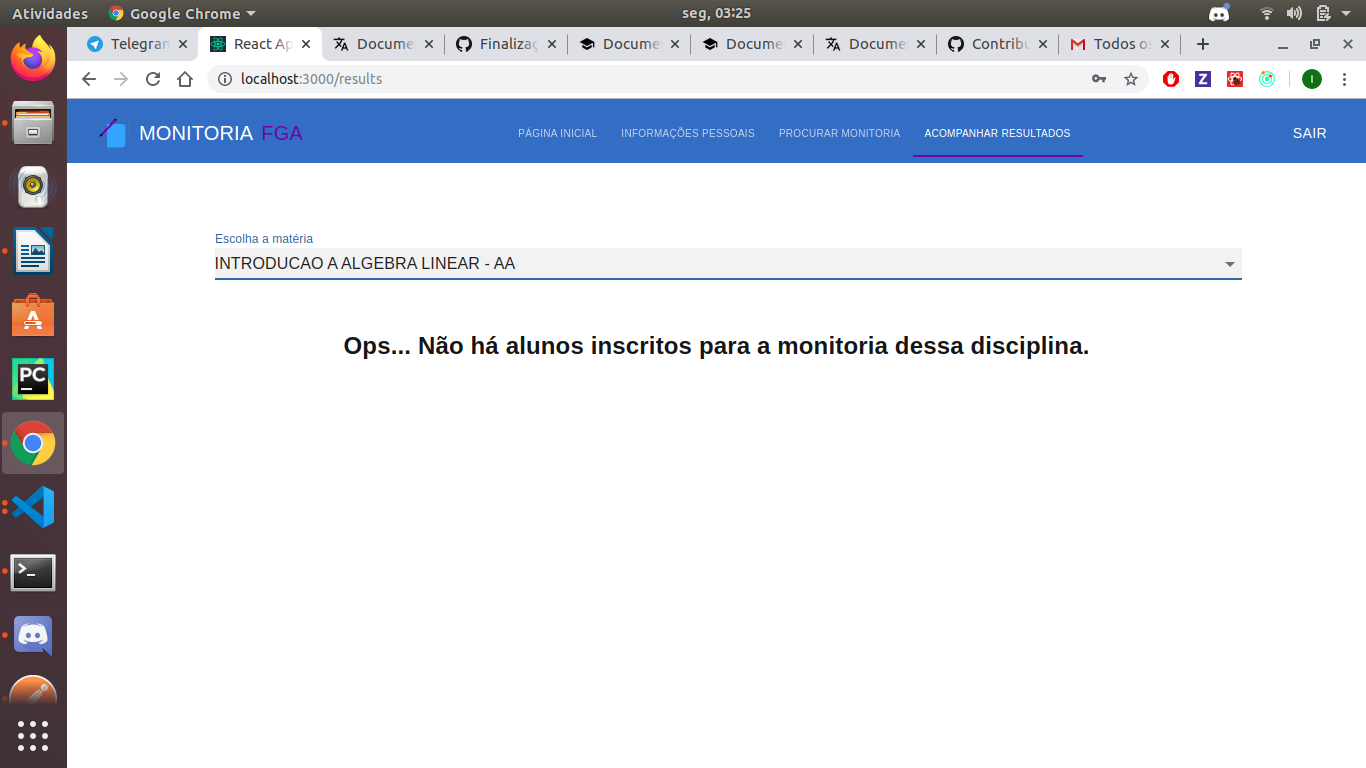 Atividades Google Chrome seg, 03:25
Telegran React Ap Docume Finalizaç Docume Docume Docume Contribu Todos os
localhost:3000/results
MONITORIA FGA PÁGINA INICIAL INFORMAÇÕES PESSOAIS PROCURAR MONITORIA ACOMPANHAR RESULTADOS SAIR
Escolha a matéria
INTRODUCAO A ALGEBRA LINEAR - AA
Ops... Não há alunos inscritos para a monitoria dessa disciplina.
PC